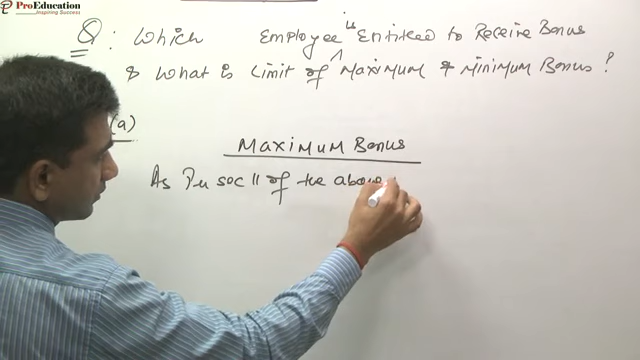 ProEducation
Inspiring Success
Q: Which Employee is Entitled to Receive Bonus
& What is Limit of Maximum & Minimum Bonus?
(a)
Maximum Bonus
As Per sec 11 of the above